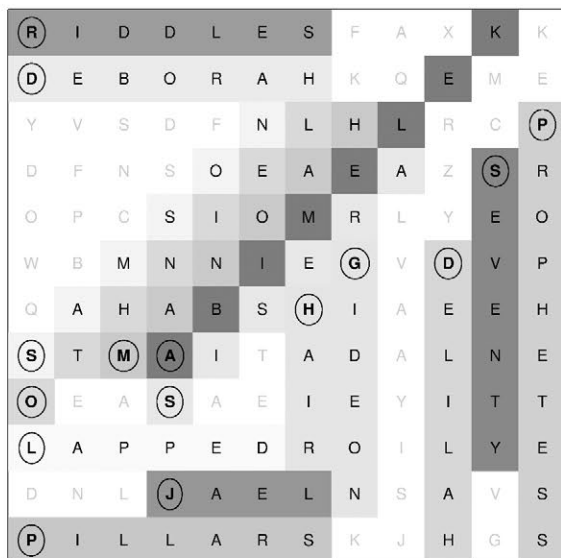 R I D D L E S F A X K K
D E B O R A H K Q E M E
Y V S D F N L H L R C P
D F N S O E A E A Z S R
O P C S I O M R L Y E O
W B M N N I E G V D V P
Q A H A B S H I A E E H
S T M A I T A D A L N E
O E A S A E I E Y I T T
L A P P E D R O I L Y E
D N L J A E L N S A V S
P I L L A R S K J H G S